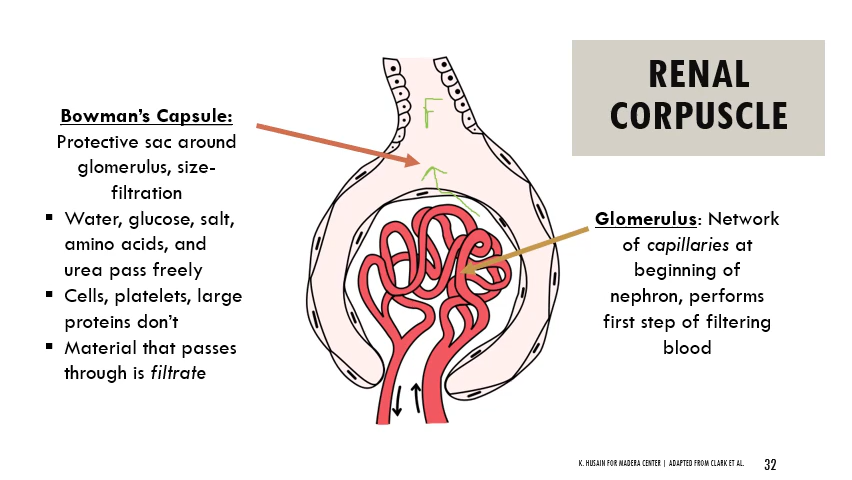 RENAL
CORPUSCLE
Bowman's Capsule:
Protective sac around
glomerulus, size-
filtration
▪ Water, glucose, salt,
amino acids, and
urea pass freely
▪ Cells, platelets, large
proteins don't
▪ Material that passes
through is filtrate
F
Glomerulus: Network
of capillaries at
beginning of
nephron, performs
first step of filtering
blood
K. HUSAIN FOR MADERA CENTER | ADAPTED FROM CLARK ET AL.
32